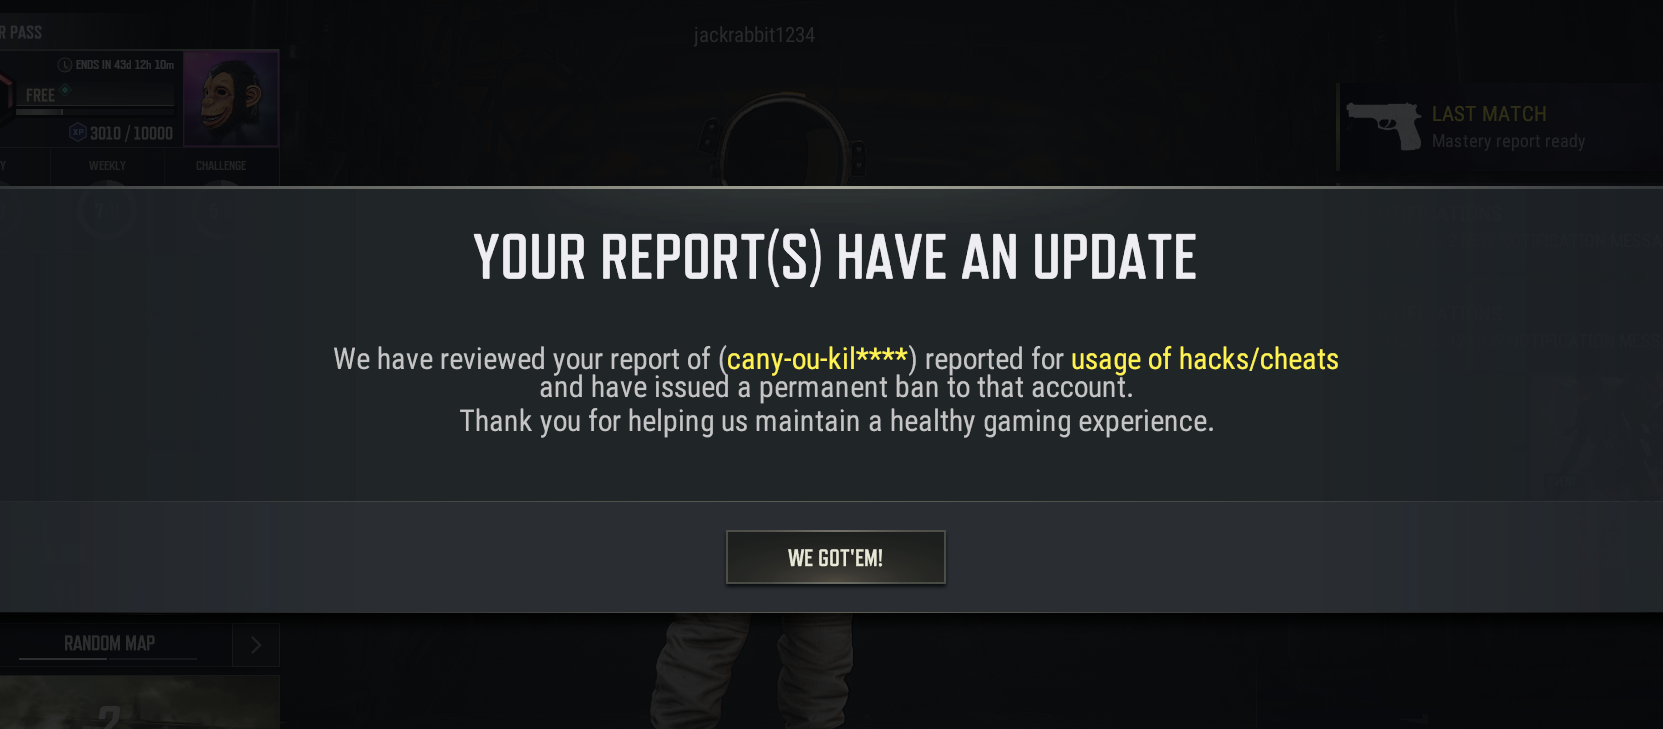 R PASS
jackrabbit1234
ENDS IN 43d 12h 10m
FREE
XP 3010 / 10000
LAST MATCH
Mastery report ready
Y WEEKLY CHALLENGE
YOUR REPORT(S) HAVE AN UPDATE
We have reviewed your report of (cany-ou-kil****) reported for usage of hacks/cheats
and have issued a permanent ban to that account.
Thank you for helping us maintain a healthy gaming experience.
WE GOT'EM!
RANDOM MAP
2